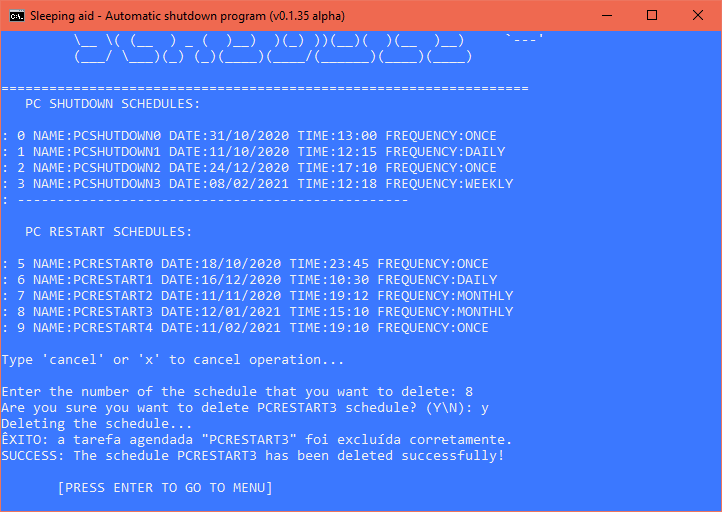 Sleeping aid - Automatic shutdown program (v0.1.35 alpha)
\__ \( (__  ) _ (  )__)  )(_) ))(__)(  )(__  )__)     `---'
(___/ \___)(_) (_)(____)(____/(______)(____)(____)
==================================================================
PC SHUTDOWN SCHEDULES:
: 0 NAME:PCSHUTDOWN0 DATE:31/10/2020 TIME:13:00 FREQUENCY:ONCE
: 1 NAME:PCSHUTDOWN1 DATE:11/10/2020 TIME:12:15 FREQUENCY:DAILY
: 2 NAME:PCSHUTDOWN2 DATE:24/12/2020 TIME:17:10 FREQUENCY:ONCE
: 3 NAME:PCSHUTDOWN3 DATE:08/02/2021 TIME:12:18 FREQUENCY:WEEKLY
: -------------------------------------------------
PC RESTART SCHEDULES:
: 5 NAME:PCRESTART0 DATE:18/10/2020 TIME:23:45 FREQUENCY:ONCE
: 6 NAME:PCRESTART1 DATE:16/12/2020 TIME:10:30 FREQUENCY:DAILY
: 7 NAME:PCRESTART2 DATE:11/11/2020 TIME:19:12 FREQUENCY:MONTHLY
: 8 NAME:PCRESTART3 DATE:12/01/2021 TIME:15:10 FREQUENCY:MONTHLY
: 9 NAME:PCRESTART4 DATE:11/02/2021 TIME:19:10 FREQUENCY:ONCE
Type 'cancel' or 'x' to cancel operation...
Enter the number of the schedule that you want to delete: 8
Are you sure you want to delete PCRESTART3 schedule? (Y\N): y
Deleting the schedule...
ÊXITO: a tarefa agendada "PCRESTART3" foi excluída corretamente.
SUCCESS: The schedule PCRESTART3 has been deleted successfully!
[PRESS ENTER TO GO TO MENU]